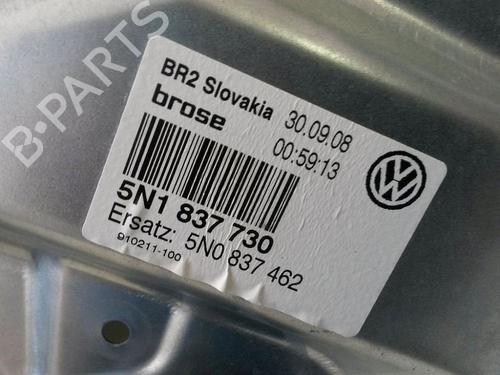 B-PARTS
BR2 Slovakia 30.09.08
brose 00:59:13
5N1 837 730
Ersatz: 5N0 837 462
910211-100